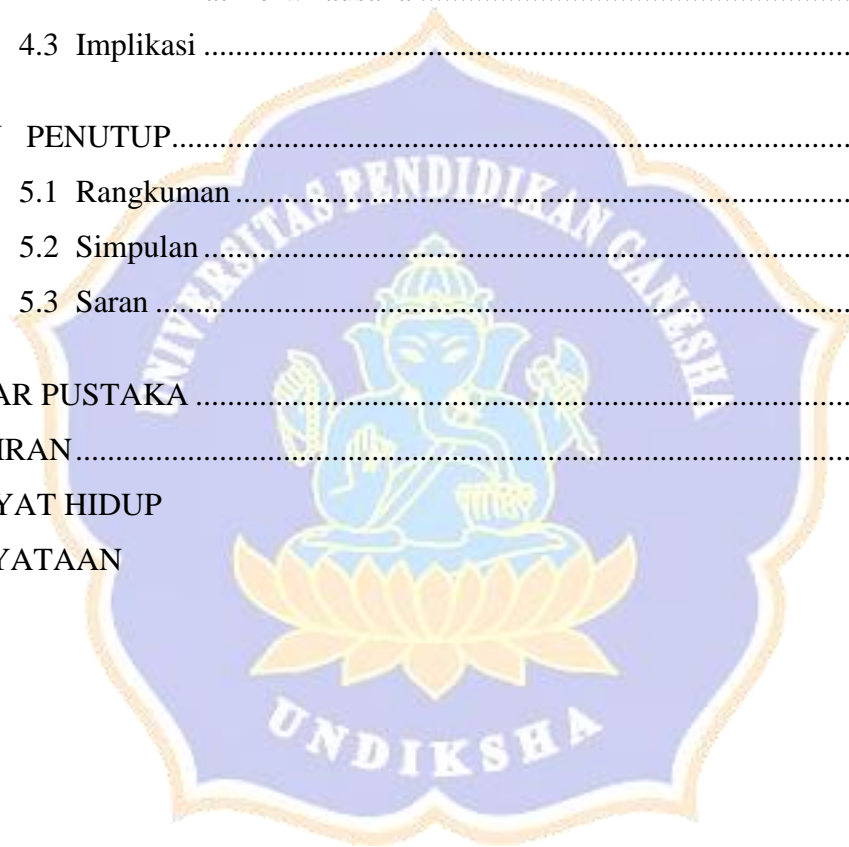 4.3 Implikasi ..........
PENUTUP..........
5.1 Rangkuman ..........
5.2 Simpulan ..........
5.3 Saran ..........
AR PUSTAKA ..........
IRAN..........
YAT HIDUP
YATAAN
UNIVERSITAS PENDIDIKAN GANESHA
UNDIKSHA